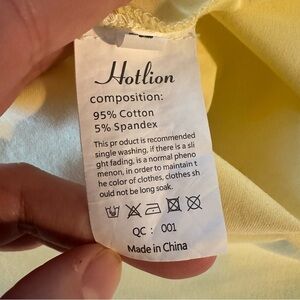 Hotlion
composition:
95% Cotton
5% Spandex
This product is recommended
single washing, if there is a sli
ght fading, is a normal pheno
menon, in order to maintain t
he color of clothes, clothes sh
ould not be long soak.
QC : 001
Made in China